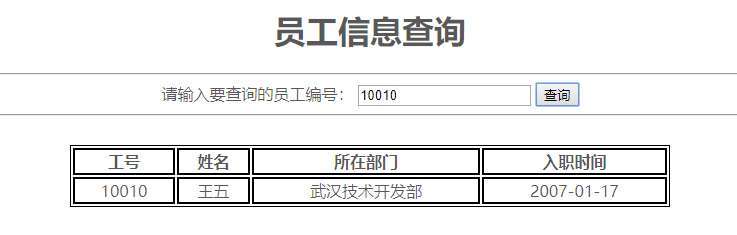 员工信息查询
请输入要查询的员工编号： 10010 查询
工号 姓名 所在部门 入职时间
10010 王五 武汉技术开发部 2007-01-17